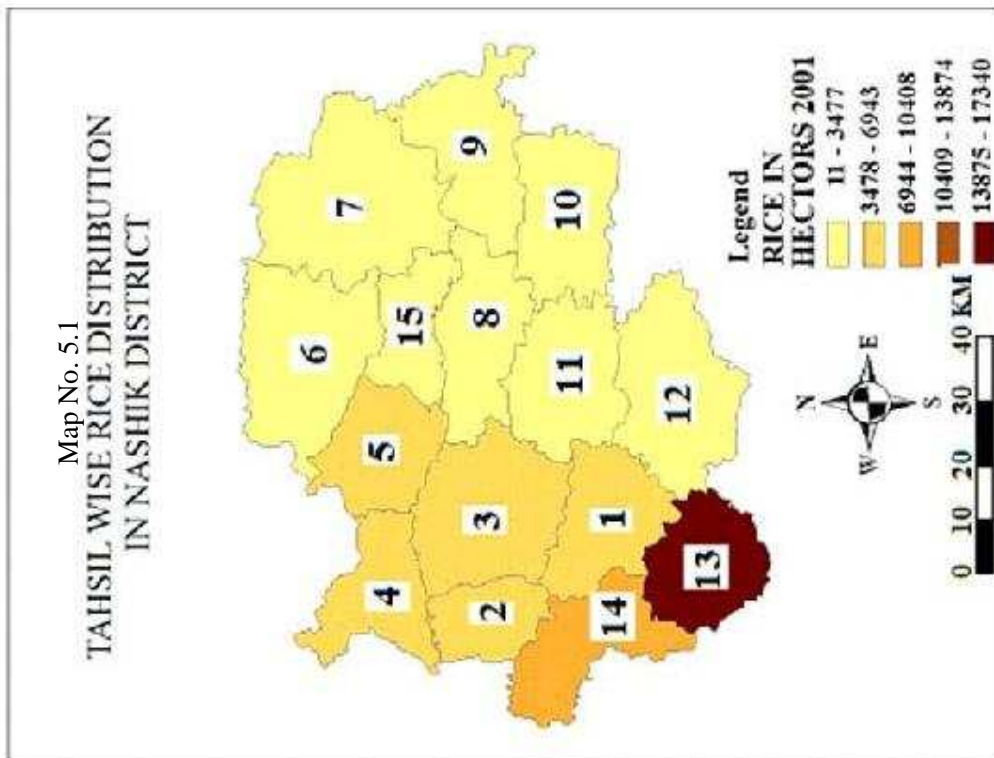 Map No. 5.1
TAHSIL WISE RICE DISTRIBUTION
IN NASHIK DISTRICT
6
7
5
15
4
9
3
8
2
10
11
1
14
12
13
Legend
RICE IN
HECTORS 2001
11 - 3477
3478 - 6943
6944 - 10408
10409 - 13874
13875 - 17340
N
W
E
S
0
10
20
30
40 KM